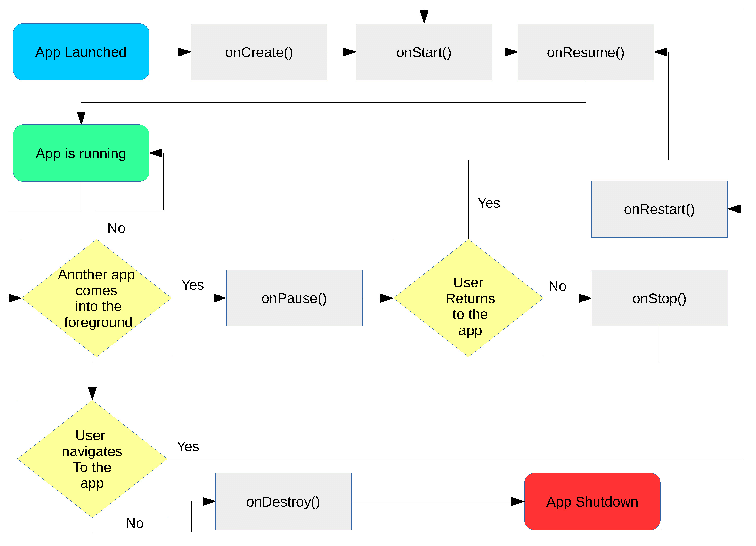 App Launched
onCreate()
onStart()
onResume()
App is running
Yes
onRestart()
No
Another app
comes
into the
foreground
Yes
onPause()
User
Returns
to the
app
No
onStop()
User
navigates
To the
app
Yes
onDestroy()
App Shutdown
No